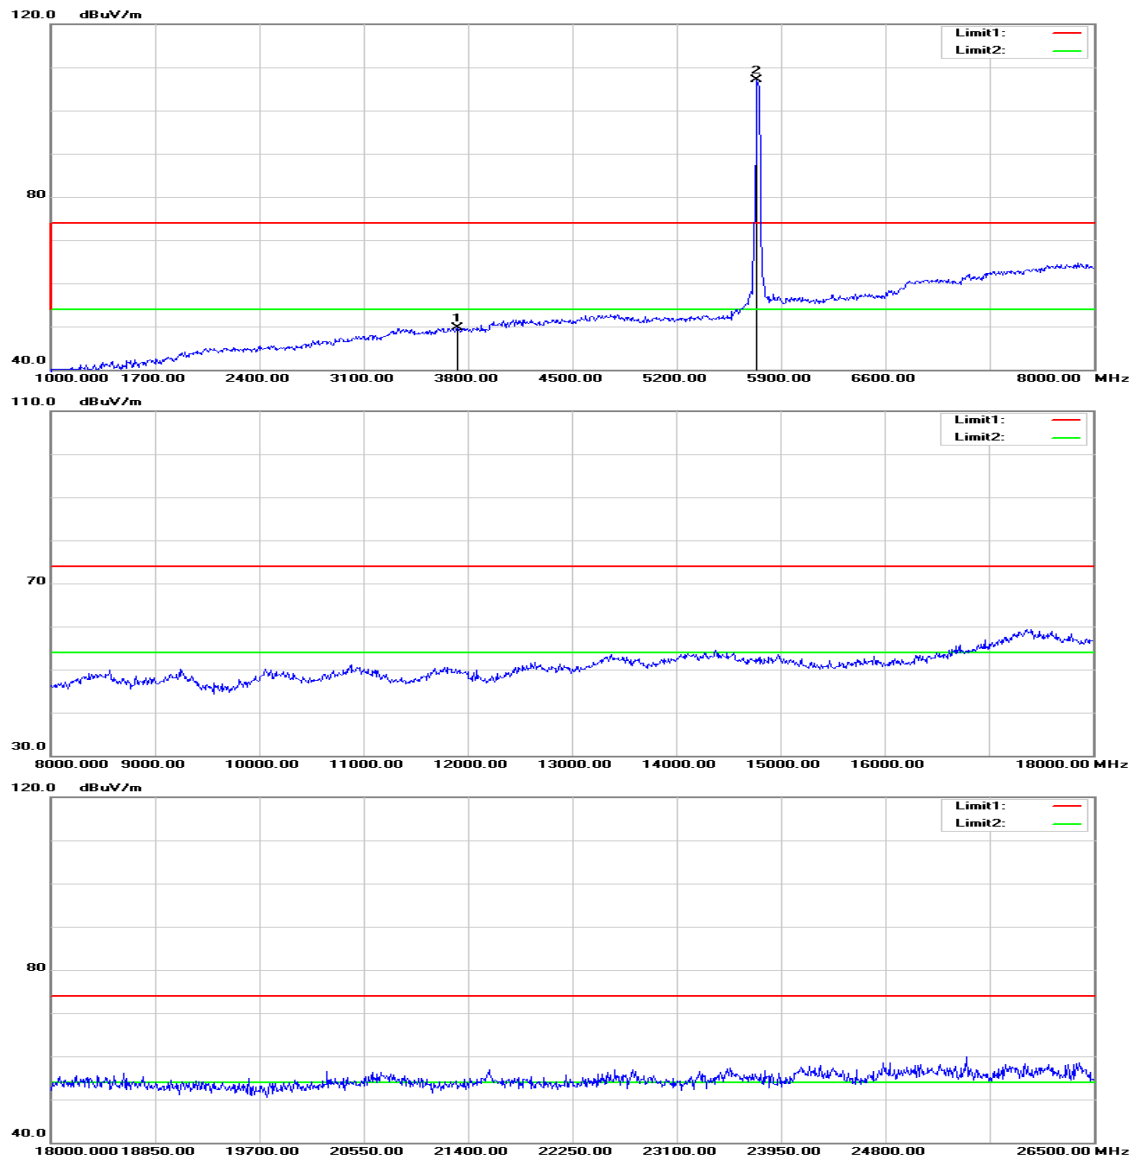 120.0 dBuV/m
Limit1:
Limit2:
2
80
1
40.0
1000.000 1700.00 2400.00 3100.00 3800.00 4500.00 5200.00 5900.00 6600.00 8000.00 MHz
110.0 dBuV/m
Limit1:
Limit2:
70
30.0
8000.000 9000.00 10000.00 11000.00 12000.00 13000.00 14000.00 15000.00 16000.00 18000.00 MHz
120.0 dBuV/m
Limit1:
Limit2:
80
40.0
18000.000 18850.00 19700.00 20550.00 21400.00 22250.00 23100.00 23950.00 24800.00 26500.00 MHz